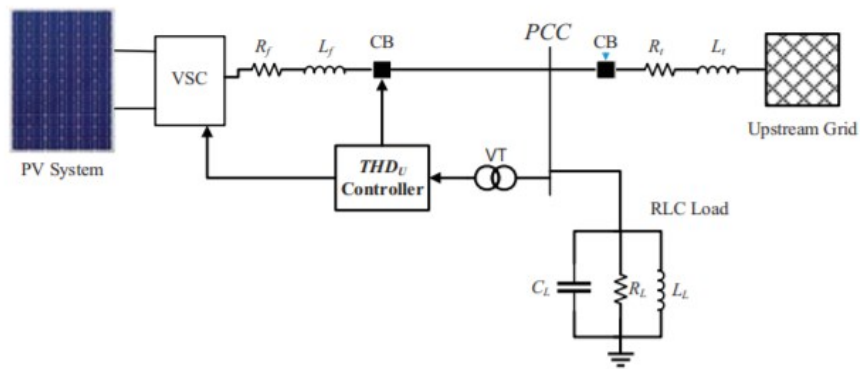 PCC
R_f L_f CB CB R_t L_t
VSC
Upstream Grid
PV System
THD_U
Controller
VT
RLC Load
C_L R_L L_L